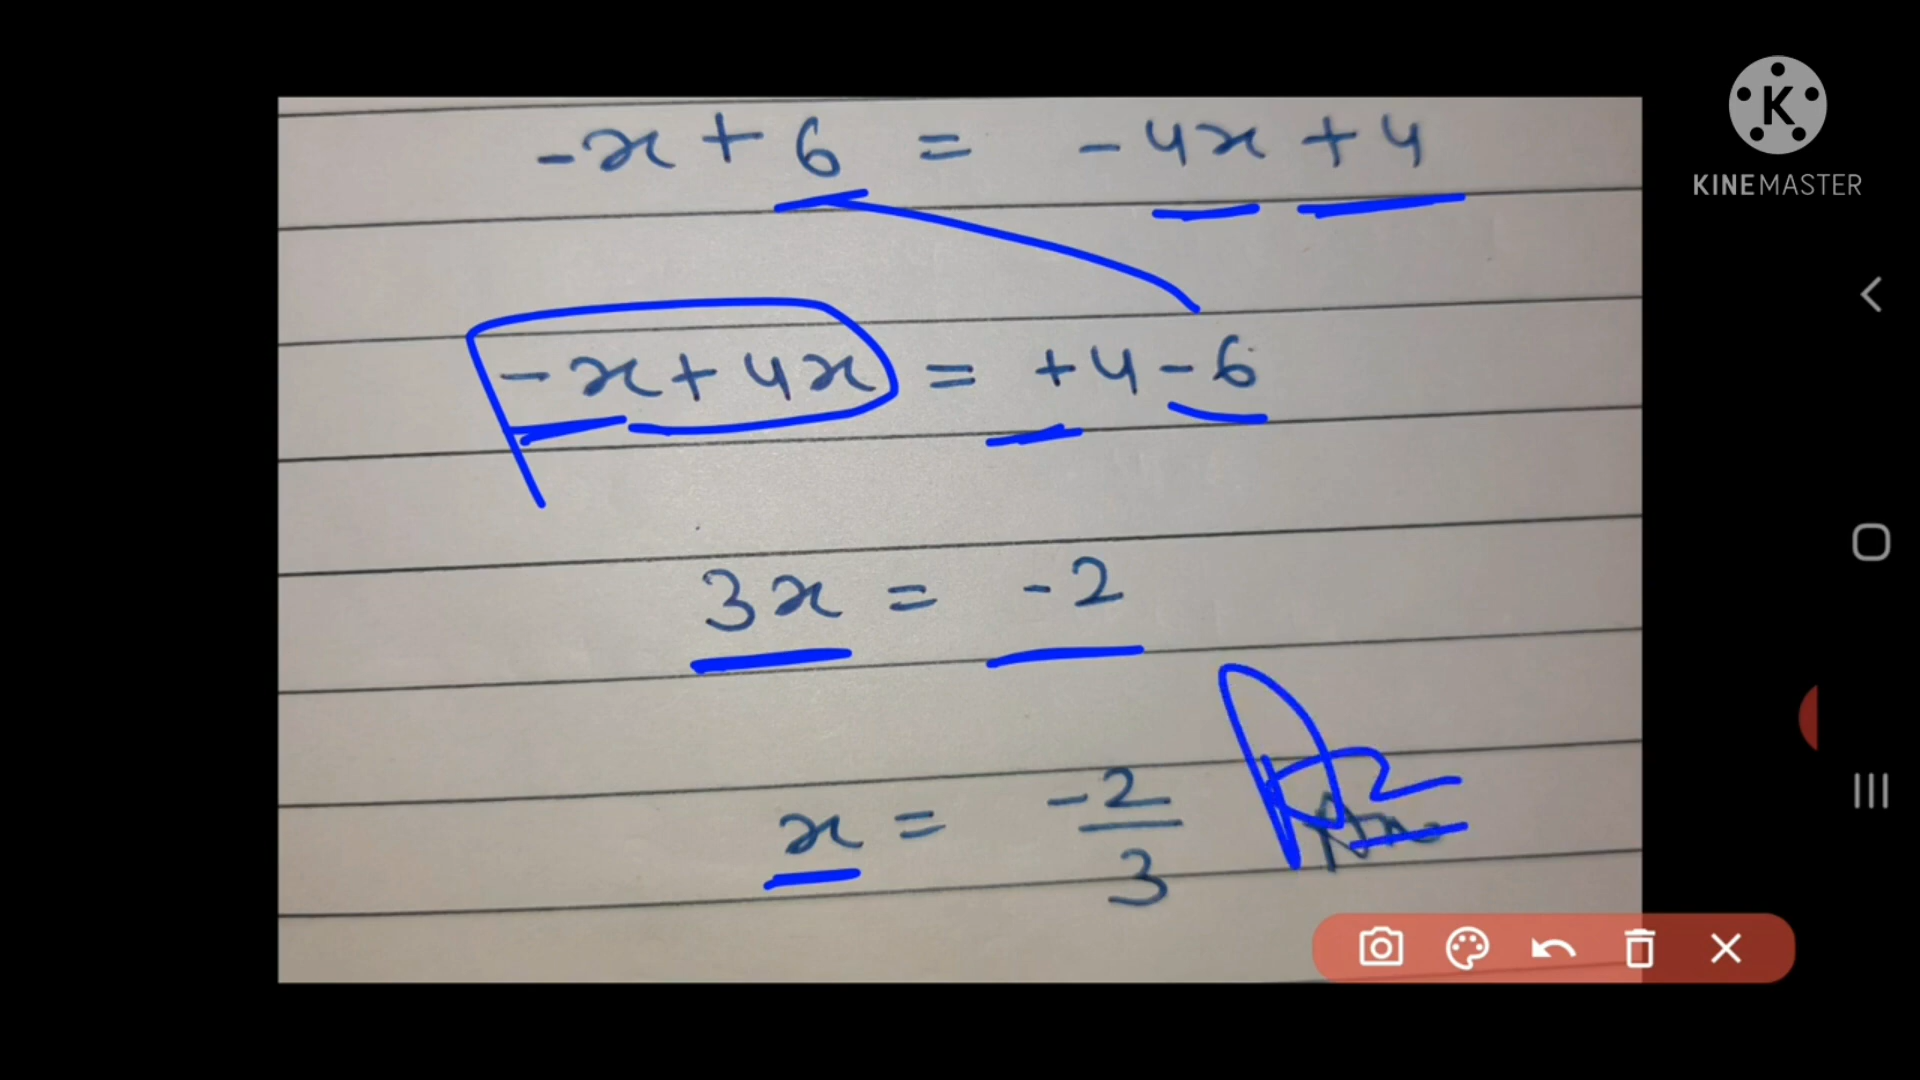 -x + 6 = -4x + 4
KINEMASTER
-x + 4x = +4 - 6
3x = -2
x = -2/3